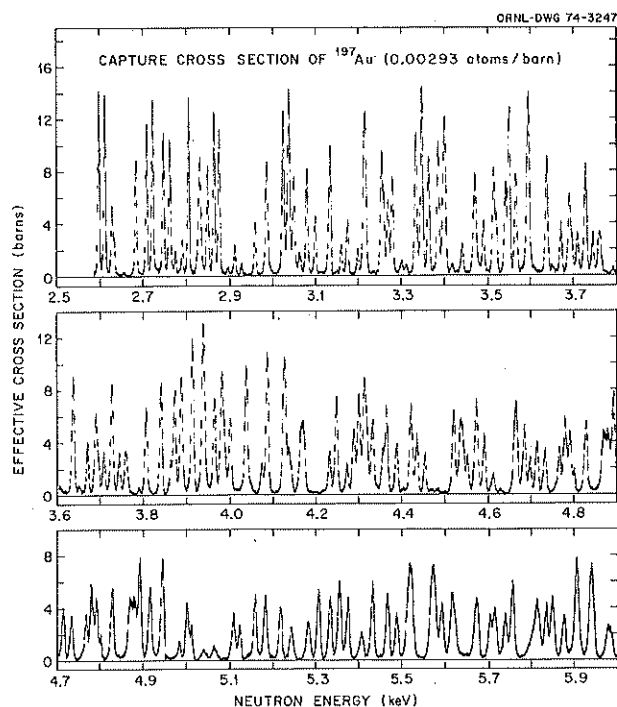 ORNL-DWG 74-3247
CAPTURE CROSS SECTION OF 197Au (0.00293 atoms/barn)
EFFECTIVE CROSS SECTION (barns)
16
12
8
4
0
2.5 2.7 2.9 3.1 3.3 3.5 3.7
12
8
4
0
3.6 3.8 4.0 4.2 4.4 4.6 4.8
8
4
0
4.7 4.9 5.1 5.3 5.5 5.7 5.9
NEUTRON ENERGY (keV)